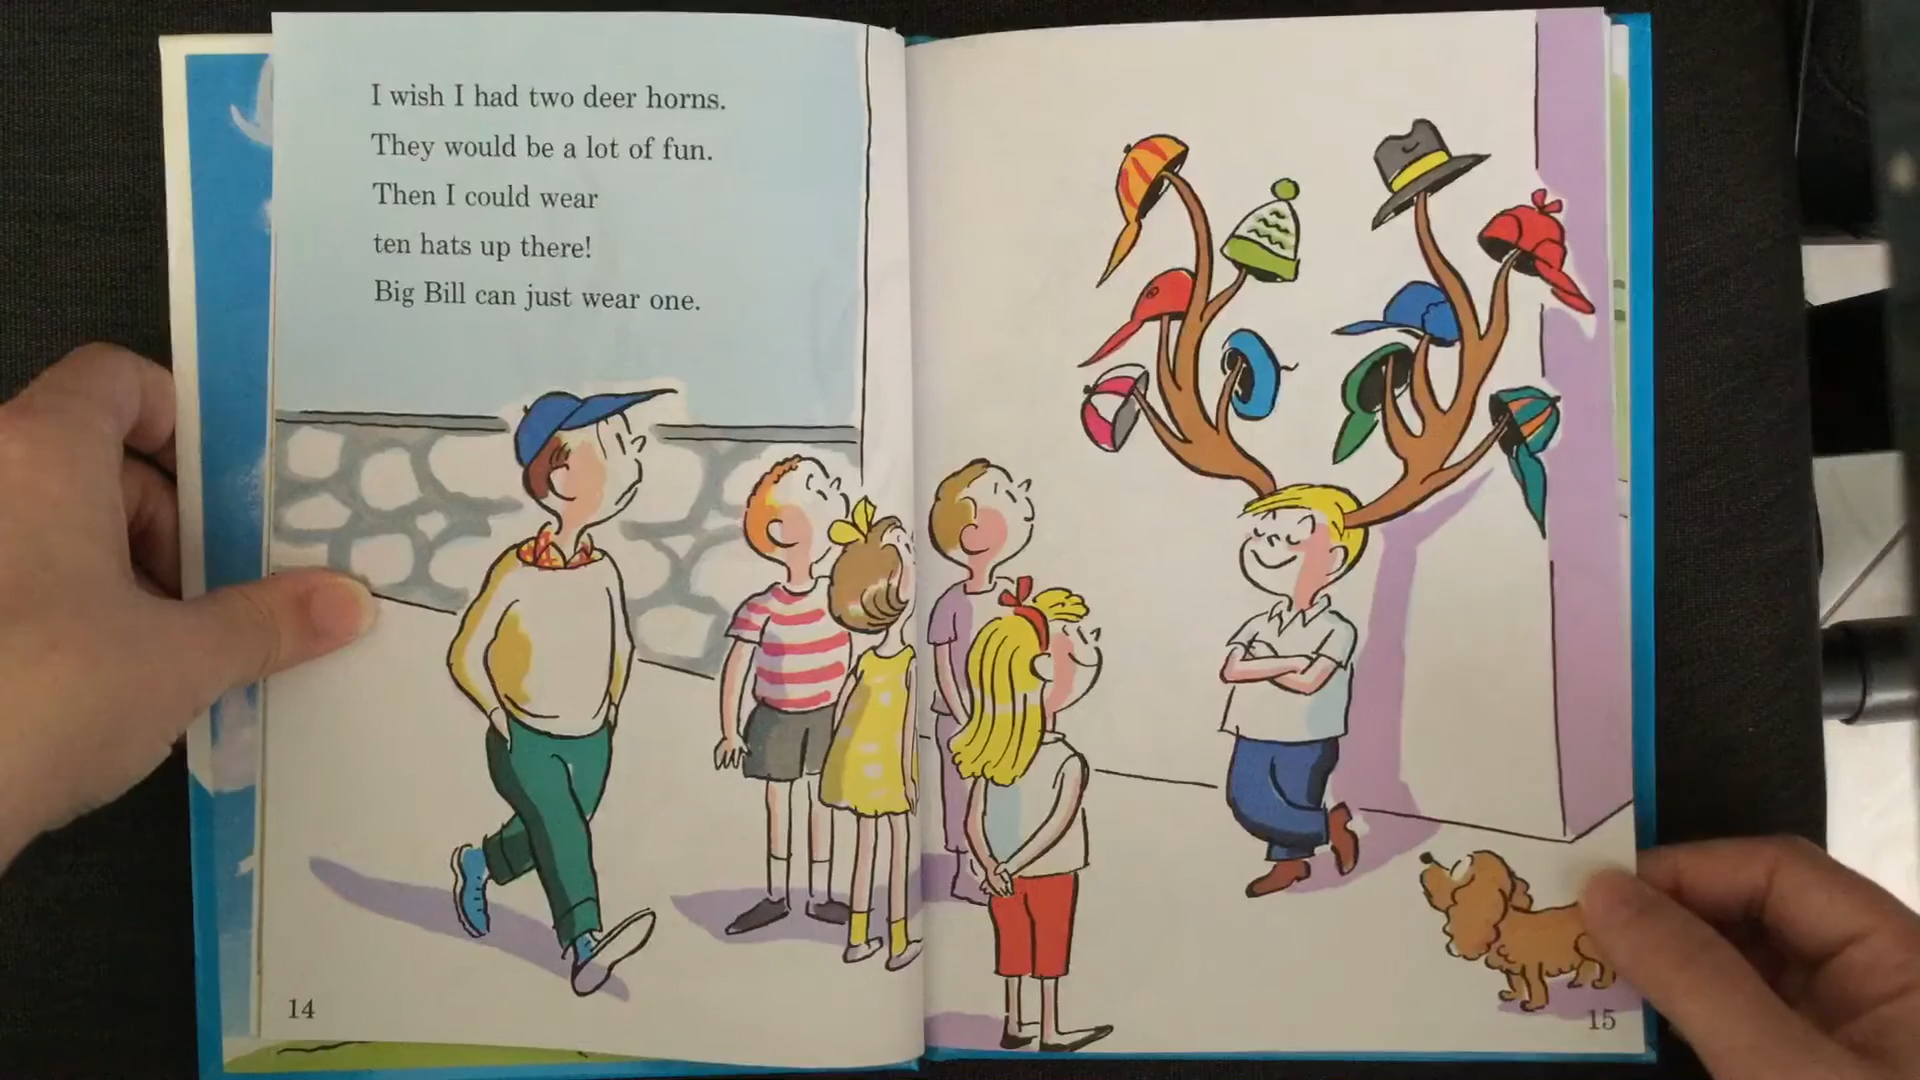 I wish I had two deer horns.
They would be a lot of fun.
Then I could wear
ten hats up there!
Big Bill can just wear one.
14
15